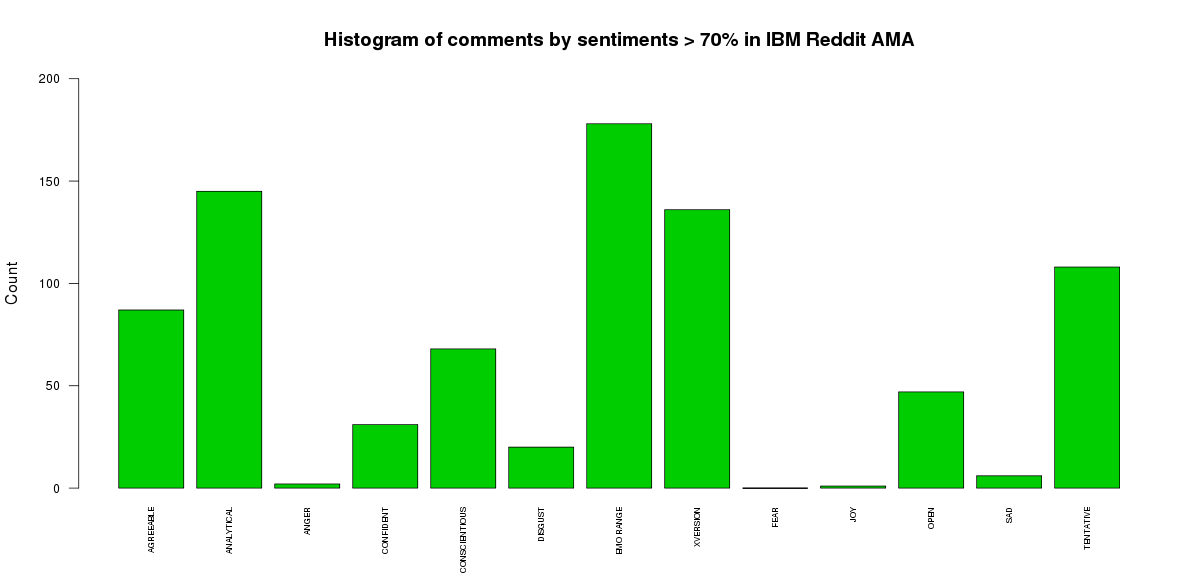 Histogram of comments by sentiments > 70% in IBM Reddit AMA
200
150
100
50
0
Count
AGREEABLE
ANALYTICAL
ANGER
CONFIDENT
CONSCIENTIOUS
DISGUST
EMO RANGE
XVERSION
FEAR
JOY
OPEN
SAD
TENTATIVE